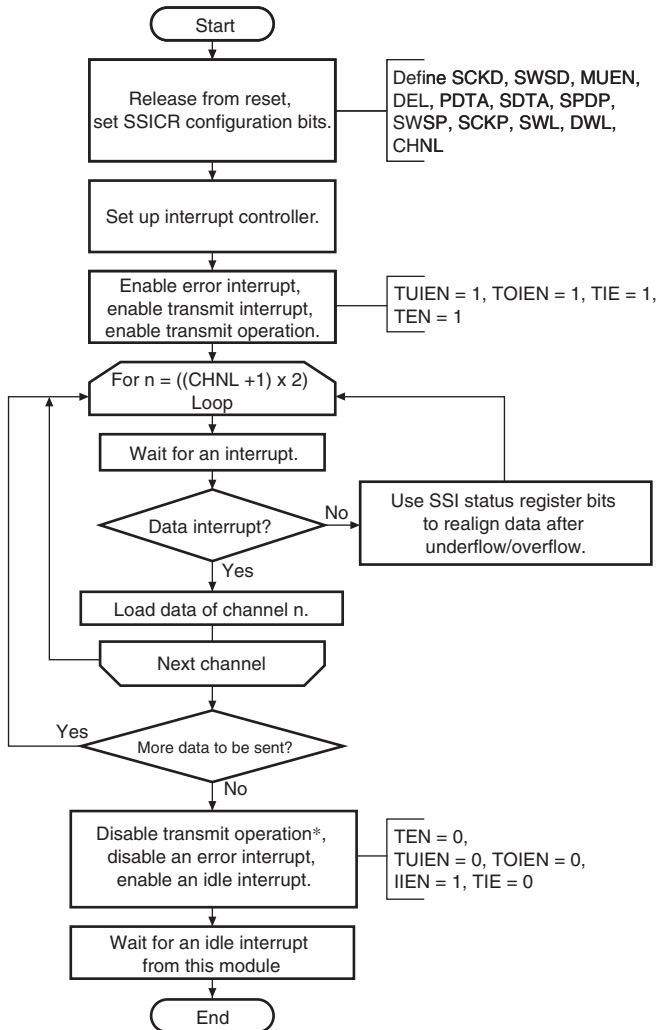 Start
Release from reset,
set SSICR configuration bits.
Define SCKD, SWSD, MUEN,
DEL, PDTA, SDTA, SPDP,
SWSP, SCKP, SWL, DWL,
CHNL
Set up interrupt controller.
Enable error interrupt,
enable transmit interrupt,
enable transmit operation.
TUIEN = 1, TOIEN = 1, TIE = 1,
TEN = 1
For n = ((CHNL +1) x 2)
Loop
Wait for an interrupt.
Data interrupt?
No
Use SSI status register bits
to realign data after
underflow/overflow.
Yes
Load data of channel n.
Next channel
Yes
More data to be sent?
No
Disable transmit operation*,
disable an error interrupt,
enable an idle interrupt.
TEN = 0,
TUIEN = 0, TOIEN = 0,
IIEN = 1, TIE = 0
Wait for an idle interrupt
from this module
End